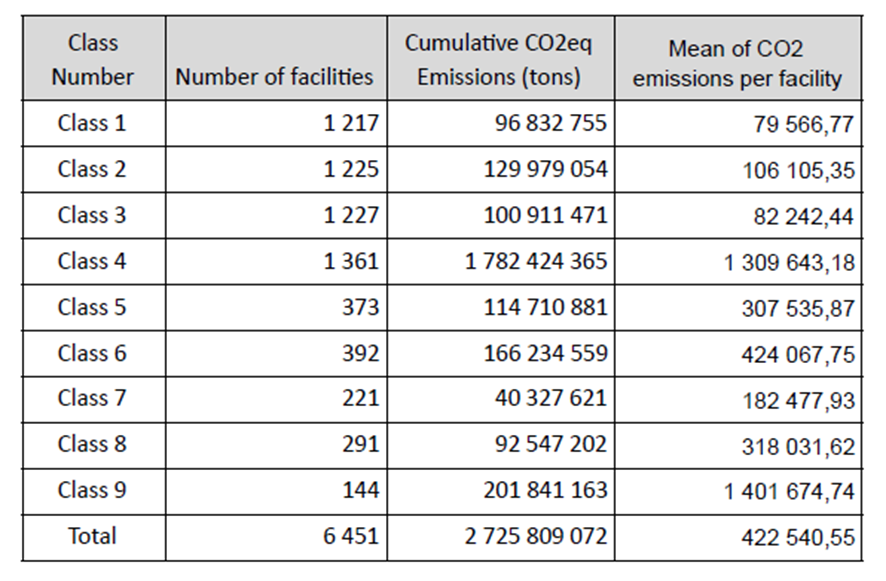 Class Number Number of facilities Cumulative CO2eq Emissions (tons) Mean of CO2 emissions per facility
Class 1 1 217 96 832 755 79 566,77
Class 2 1 225 129 979 054 106 105,35
Class 3 1 227 100 911 471 82 242,44
Class 4 1 361 1 782 424 365 1 309 643,18
Class 5 373 114 710 881 307 535,87
Class 6 392 166 234 559 424 067,75
Class 7 221 40 327 621 182 477,93
Class 8 291 92 547 202 318 031,62
Class 9 144 201 841 163 1 401 674,74
Total 6 451 2 725 809 072 422 540,55